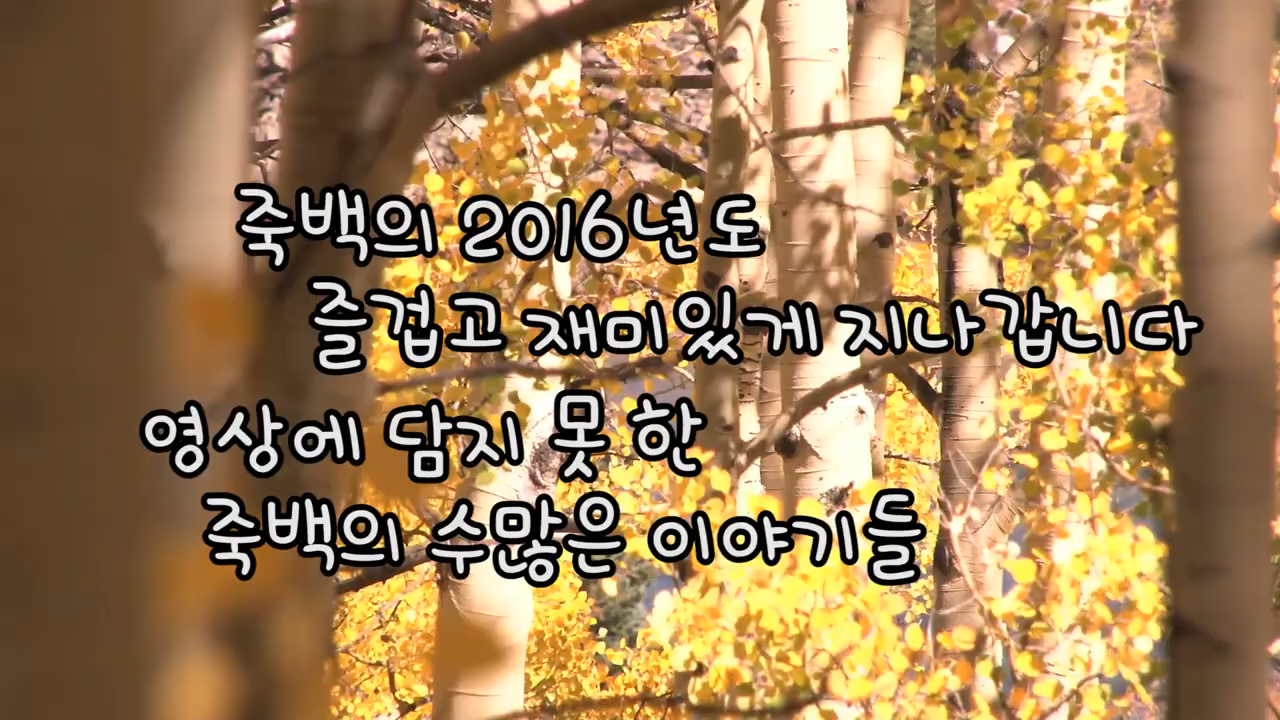 죽백의 2016년도
즐겁고 재미있게 지나 갑니다
영상에 담지 못 한
죽백의 수많은 이야기들